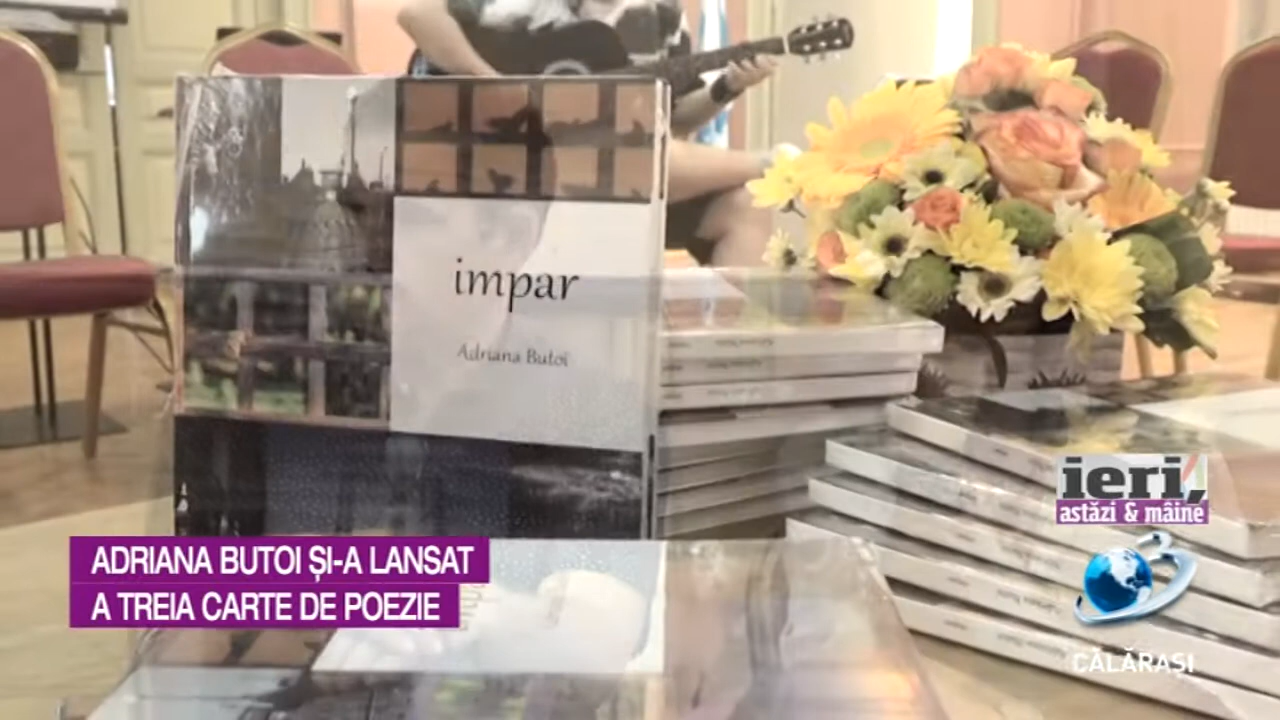 impar
Adriana Butoi
ieri,
astăzi & mâine
ADRIANA BUTOI ȘI-A LANSAT
A TREIA CARTE DE POEZIE
3
CĂLĂRAȘI